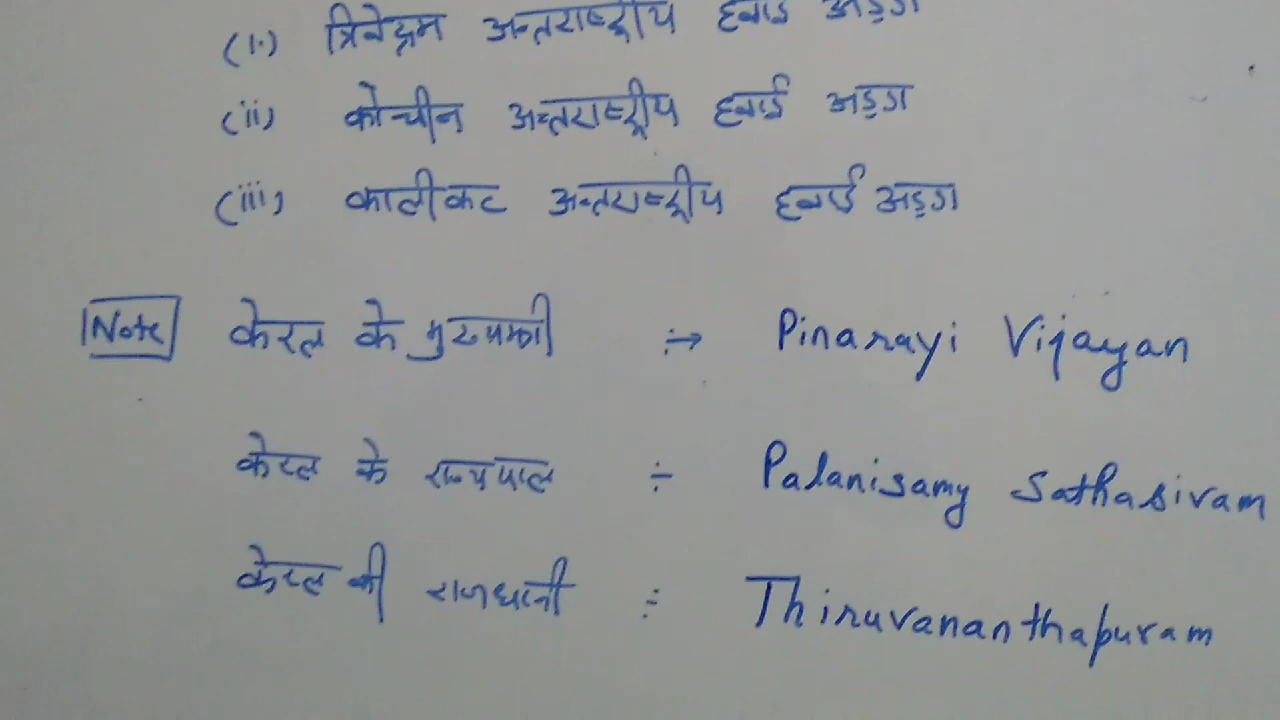 (i.) त्रिवेन्द्रम अन्तराष्ट्रीय हवाई अड्डा
(ii) कोच्चीन अन्तराष्ट्रीय हवाई अड्डा
(iii) कालीकट अन्तराष्ट्रीय हवाई अड्डा
Note केरल के मुख्यमंत्री :→ Pinarayi Vijayan
केरल के राज्यपाल ÷ Palanisamy Sathasivam
केरल की राजधानी ÷ Thiruvananthapuram